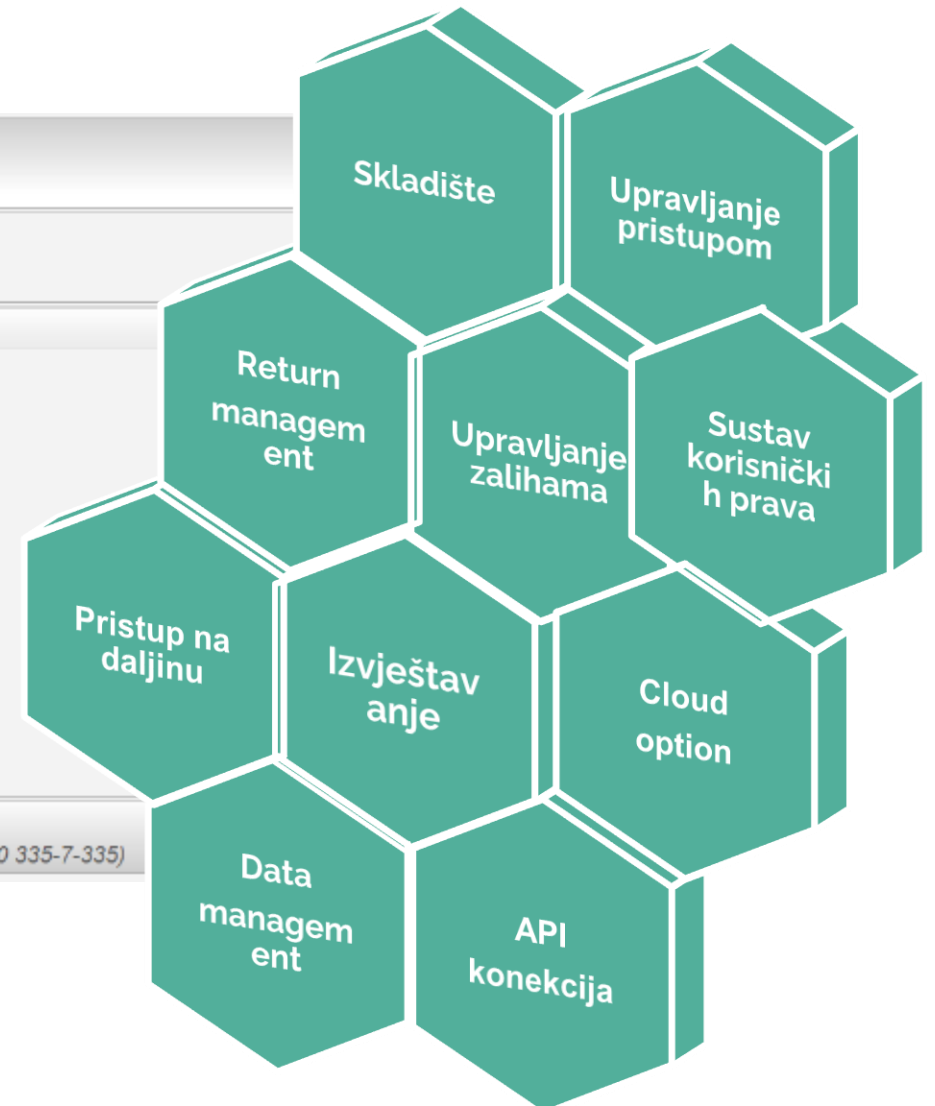 Skladište
Upravljanje
pristupom
Return
managem
ent
Upravljanje
zalihama
Sustav
korisnički
h prava
Pristup na
daljinu
Izvještav
anje
Cloud
option
335-7-335)
Data
managem
ent
API
konekcija